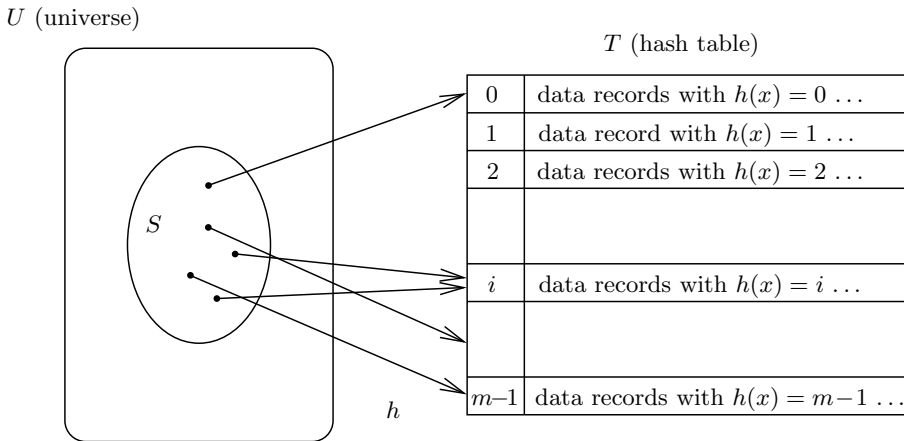 U (universe)
T (hash table)
0 data records with h(x) = 0 ...
1 data record with h(x) = 1 ...
2 data records with h(x) = 2 ...
S
i data records with h(x) = i ...
m−1 data records with h(x) = m−1 ...
h